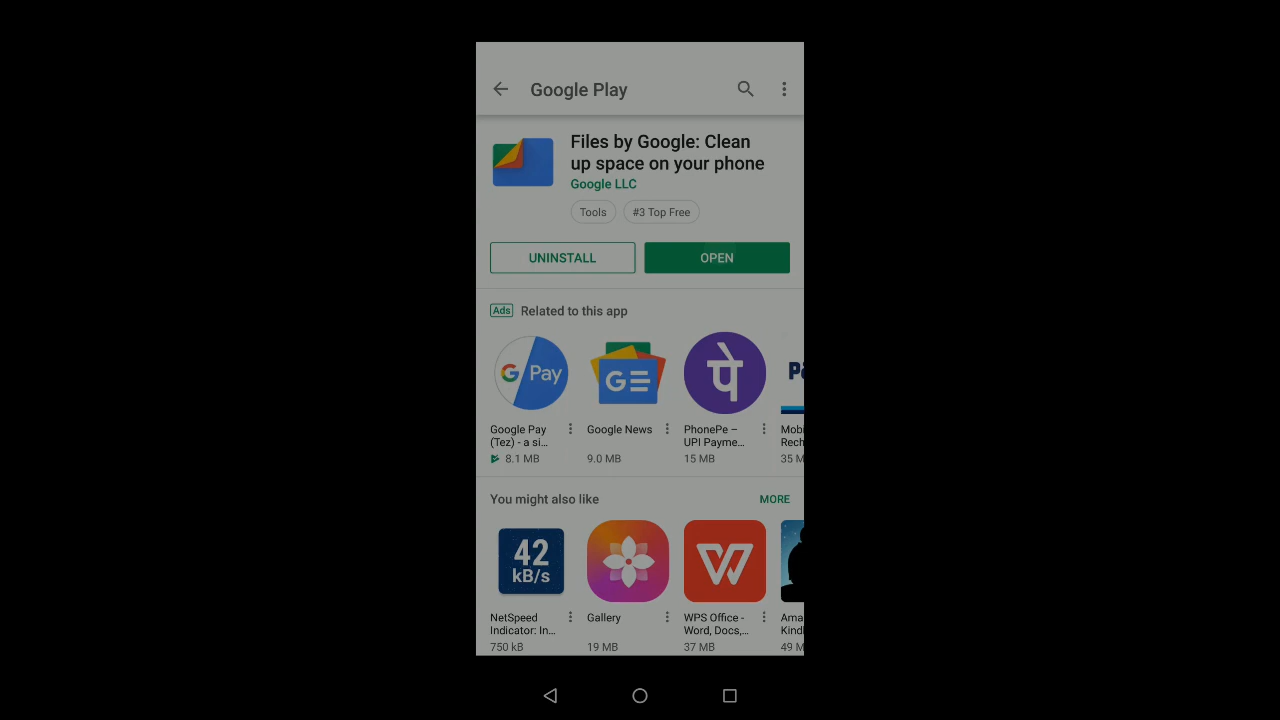 Google Play
Files by Google: Clean
up space on your phone
Google LLC
Tools #3 Top Free
UNINSTALL OPEN
Ads Related to this app
G Pay
G
पे
Google Pay Google News PhonePe –
(Tez) - a si... UPI Payme...
8.1 MB 9.0 MB 15 MB 35 M
You might also like MORE
42
kB/s
NetSpeed Gallery WPS Office -
Indicator: In... Word, Docs,...
750 kB 19 MB 37 MB 49 M